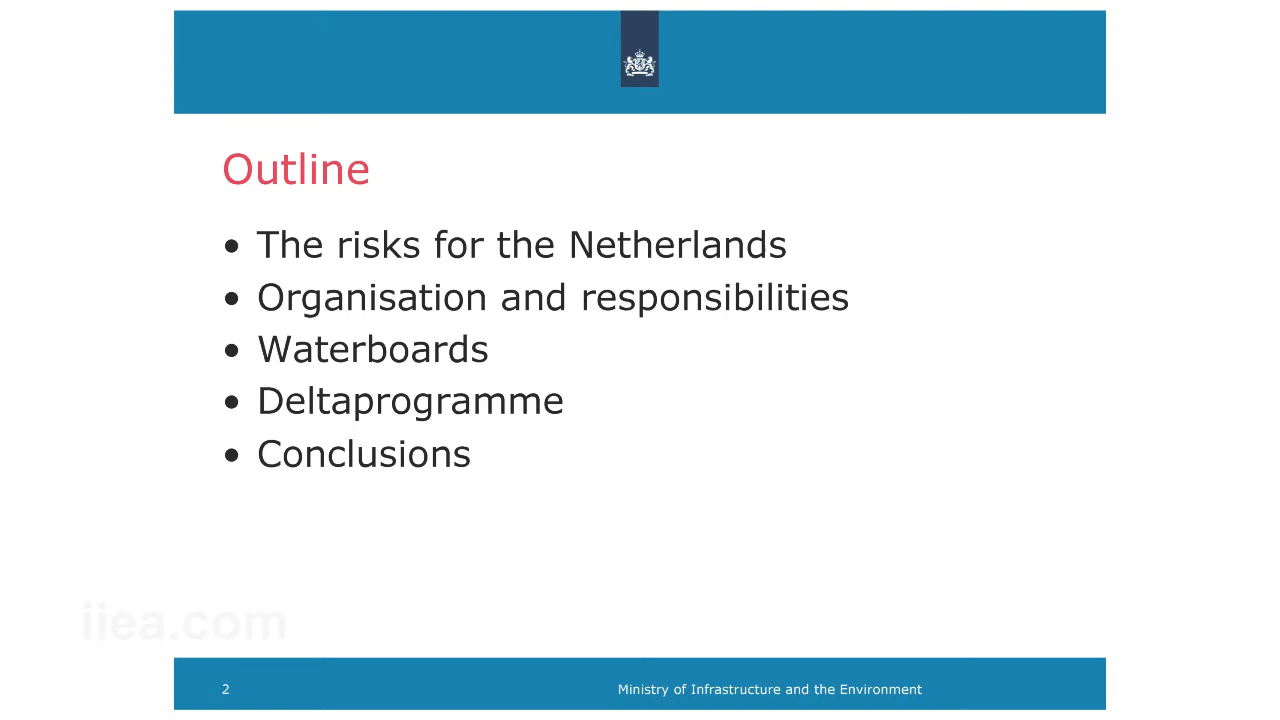 Outline
• The risks for the Netherlands
• Organisation and responsibilities
• Waterboards
• Deltaprogramme
• Conclusions
iiea.com
2
Ministry of Infrastructure and the Environment